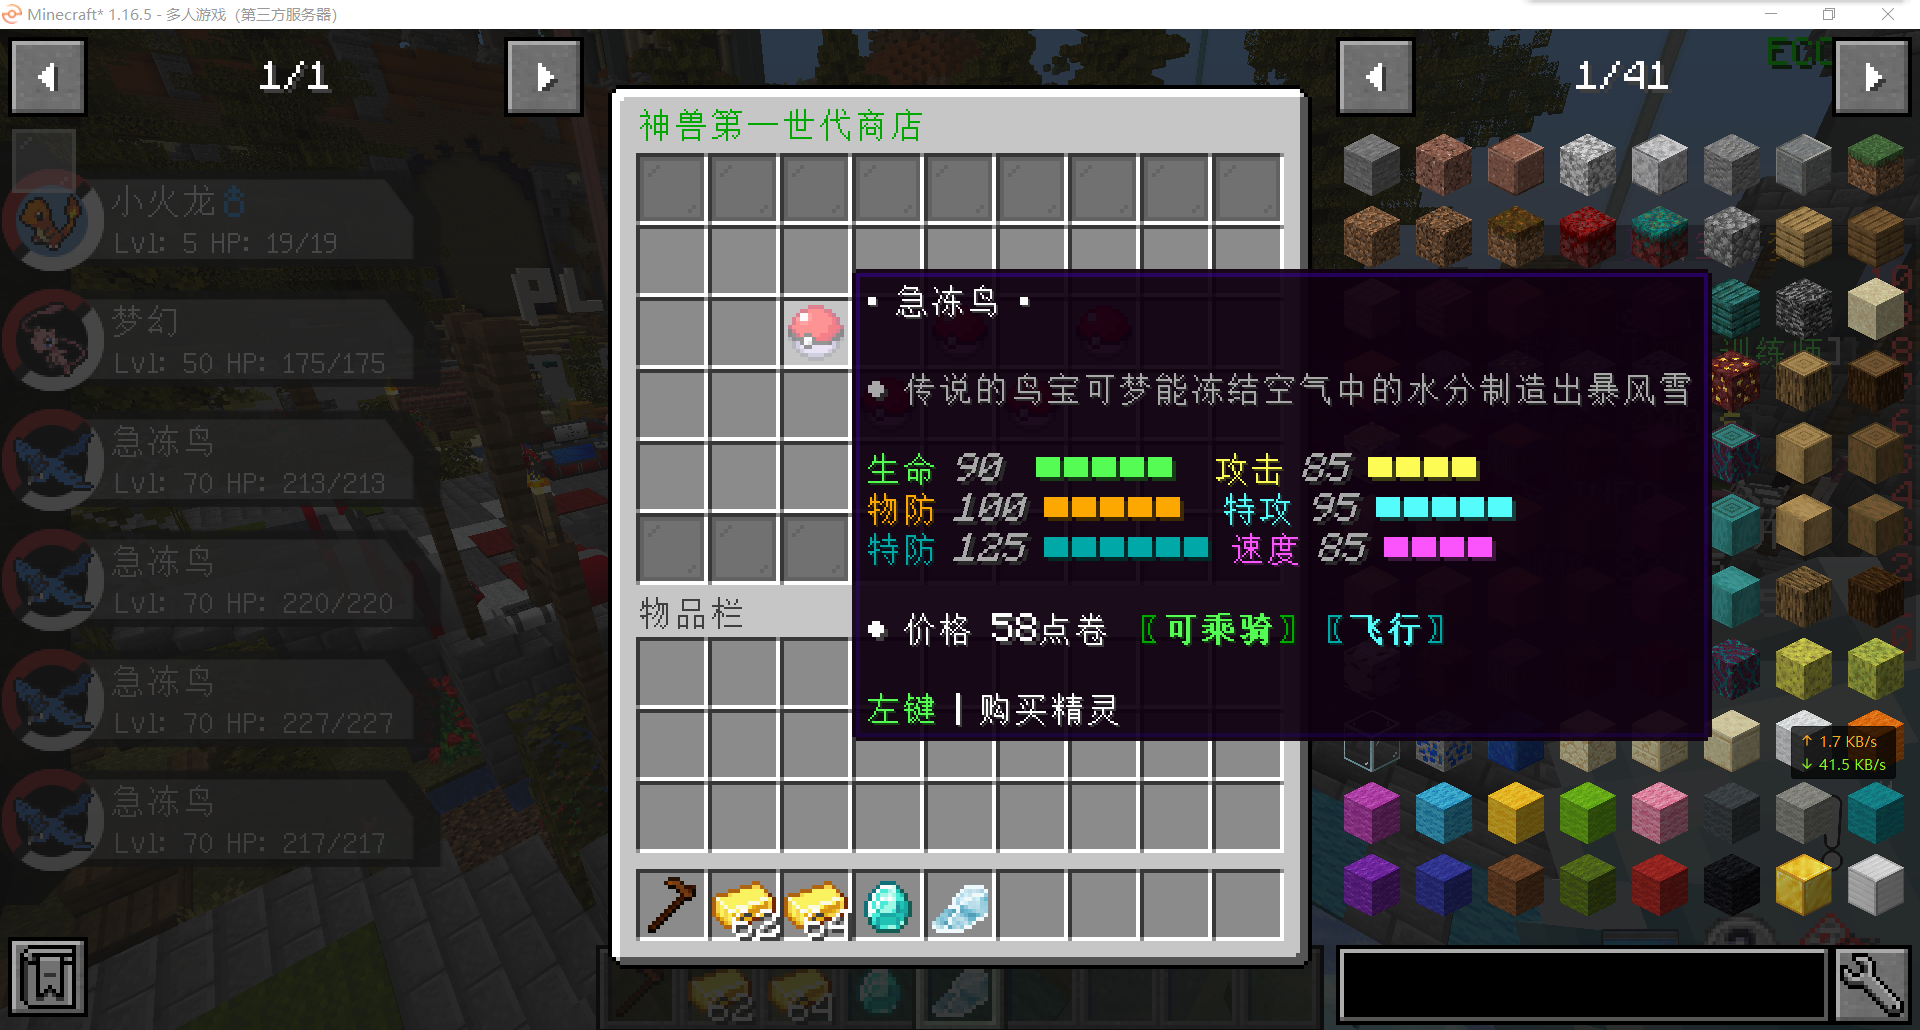 Minecraft* 1.16.5 - 多人游戏 (第三方服务器)
1/1
1/41
神兽第一世代商店
小火龙
Lvl: 5 HP: 19/19
梦幻
Lvl: 50 HP: 175/175
急冻鸟
Lvl: 70 HP: 213/213
急冻鸟
Lvl: 70 HP: 220/220
急冻鸟
Lvl: 70 HP: 227/227
急冻鸟
Lvl: 70 HP: 217/217
PL
· 急冻鸟 ·
传说的鸟宝可梦能冻结空气中的水分制造出暴风雪
生命 90 攻击 85
物防 100 特攻 95
特防 125 速度 85
价格 58点卷 〖可乘骑〗 〖飞行〗
左键 | 购买精灵
物品栏
训练师
↑ 1.7 KB/s
↓ 41.5 KB/s
62
64